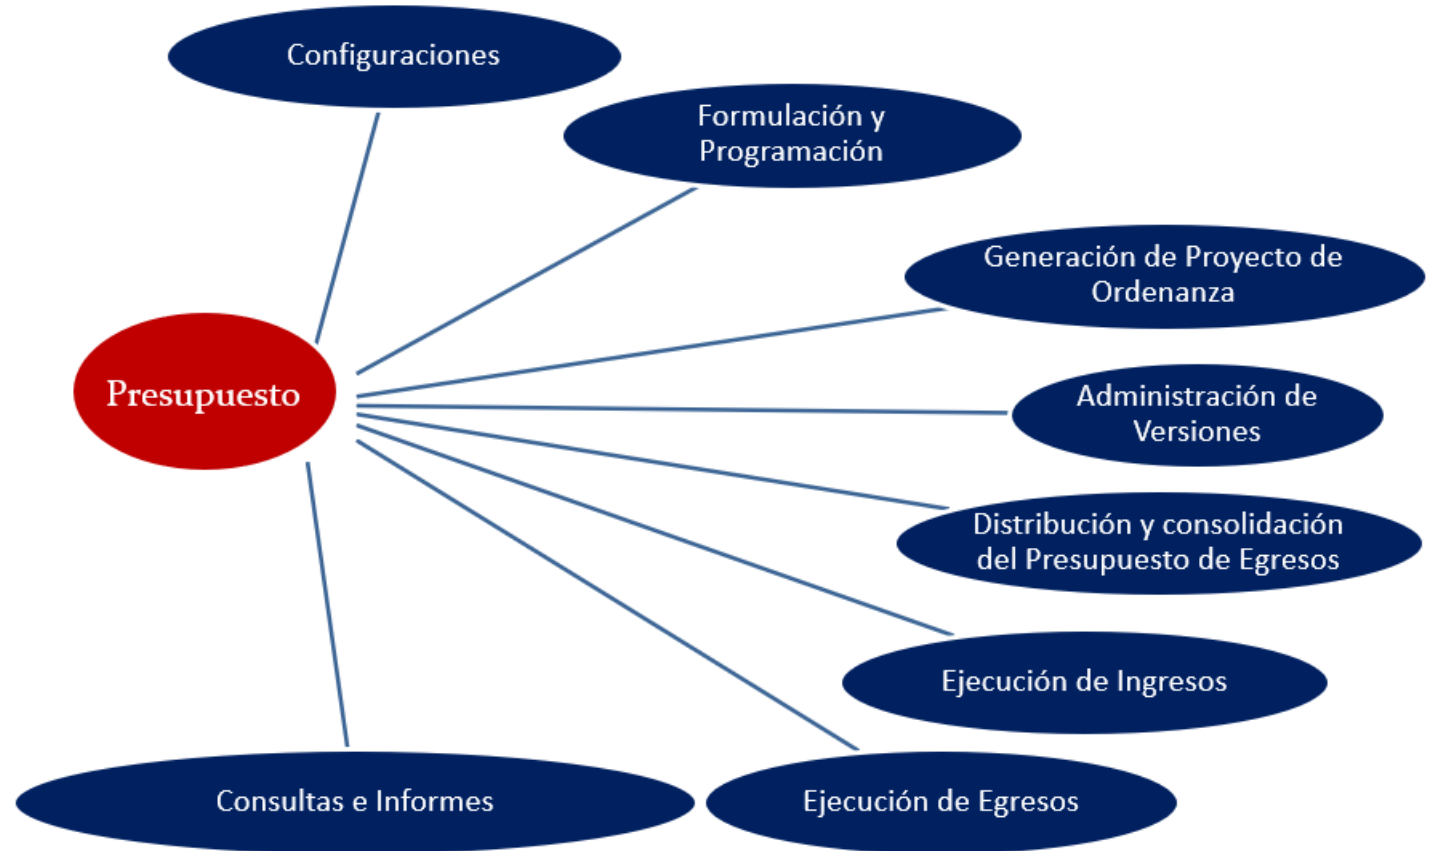 Configuraciones
Formulación y
Programación
Generación de Proyecto de
Ordenanza
Presupuesto
Administración de
Versiones
Distribución y consolidación
del Presupuesto de Egresos
Ejecución de Ingresos
Consultas e Informes
Ejecución de Egresos